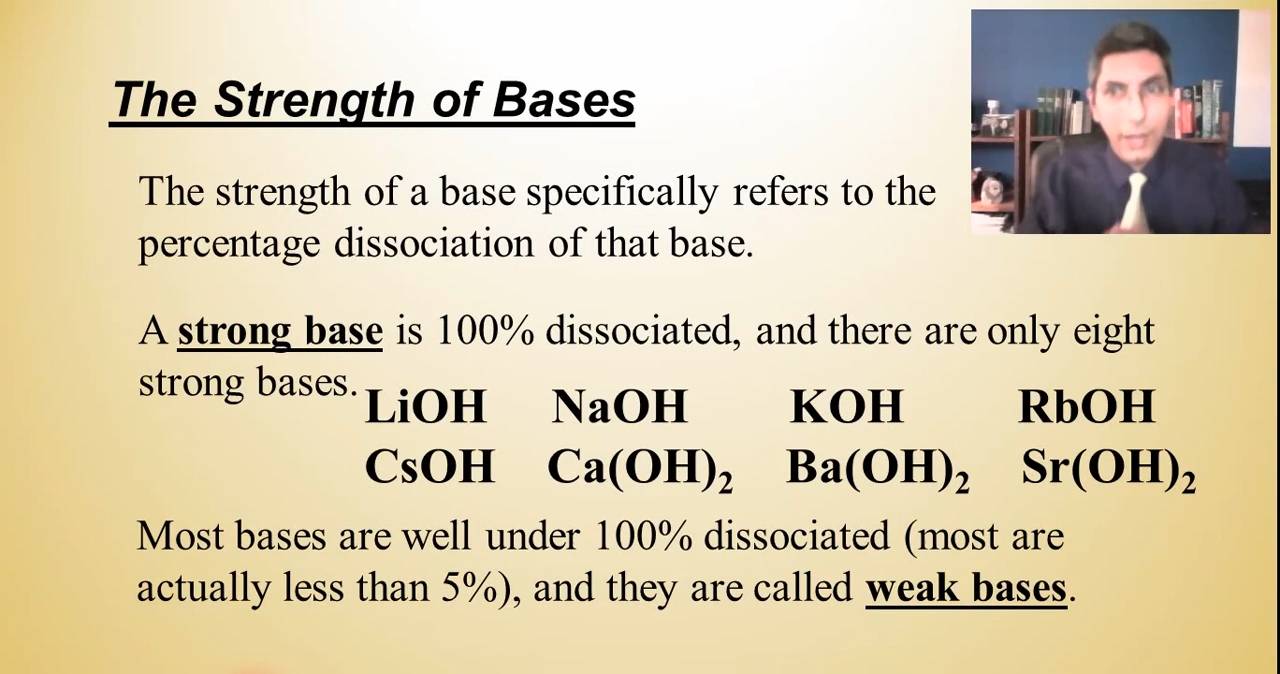 The Strength of Bases
The strength of a base specifically refers to the
percentage dissociation of that base.
A strong base is 100% dissociated, and there are only eight
strong bases.
LiOH NaOH KOH RbOH
CsOH Ca(OH)₂ Ba(OH)₂ Sr(OH)₂
Most bases are well under 100% dissociated (most are
actually less than 5%), and they are called weak bases.